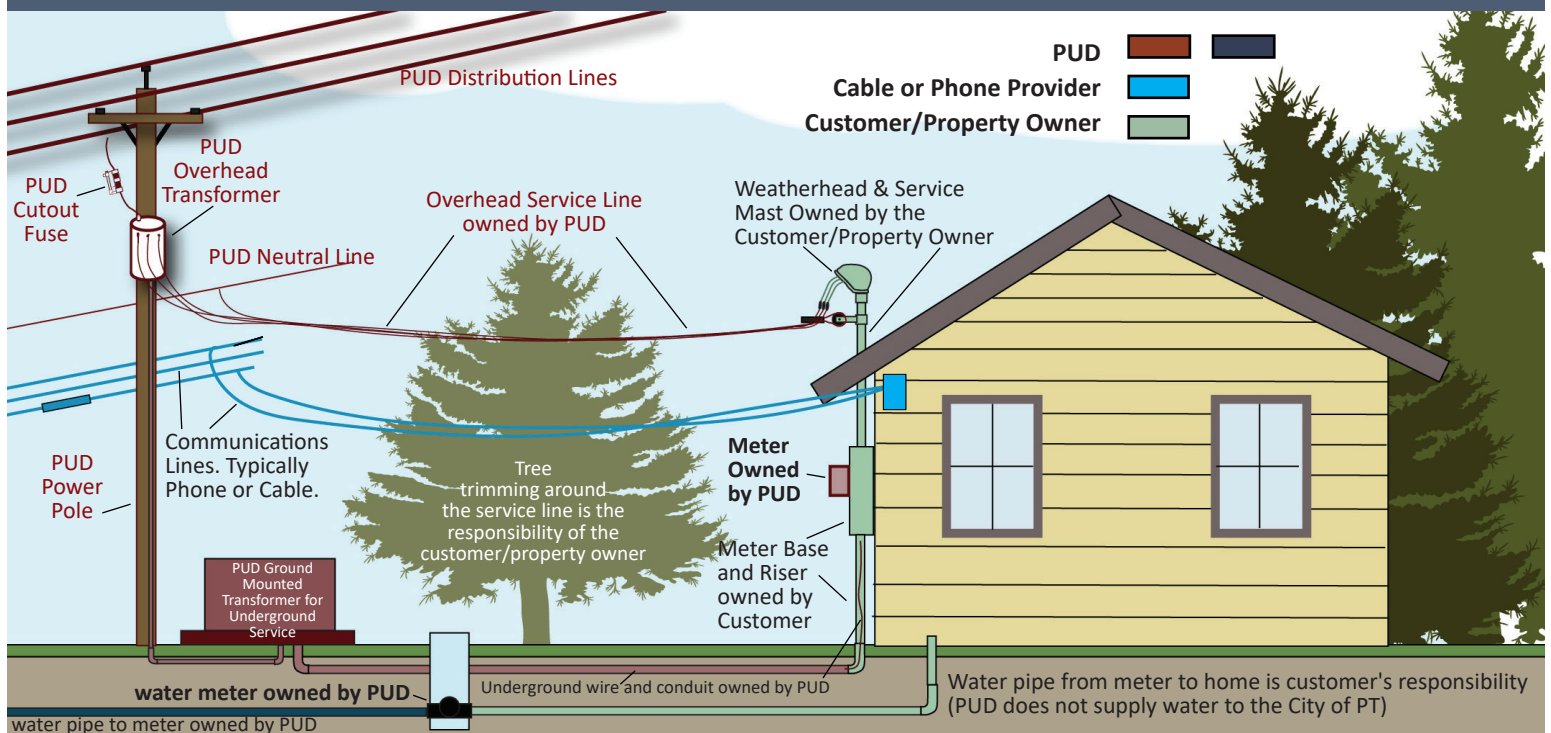 PUD
Cable or Phone Provider
Customer/Property Owner
PUD Distribution Lines
PUD
Overhead
Transformer
PUD
Cutout
Fuse
Overhead Service Line
owned by PUD
Weatherhead & Service
Mast Owned by the
Customer/Property Owner
PUD Neutral Line
Communications
Lines. Typically
Phone or Cable.
PUD
Power
Pole
Tree
trimming around
the service line is the
responsibility of the
customer/property owner
Meter
Owned
by PUD
Meter Base
and Riser
owned by
Customer
PUD Ground
Mounted
Transformer for
Underground
Service
Underground wire and conduit owned by PUD
water meter owned by PUD
water pipe to meter owned by PUD
Water pipe from meter to home is customer's responsibility
(PUD does not supply water to the City of PT)